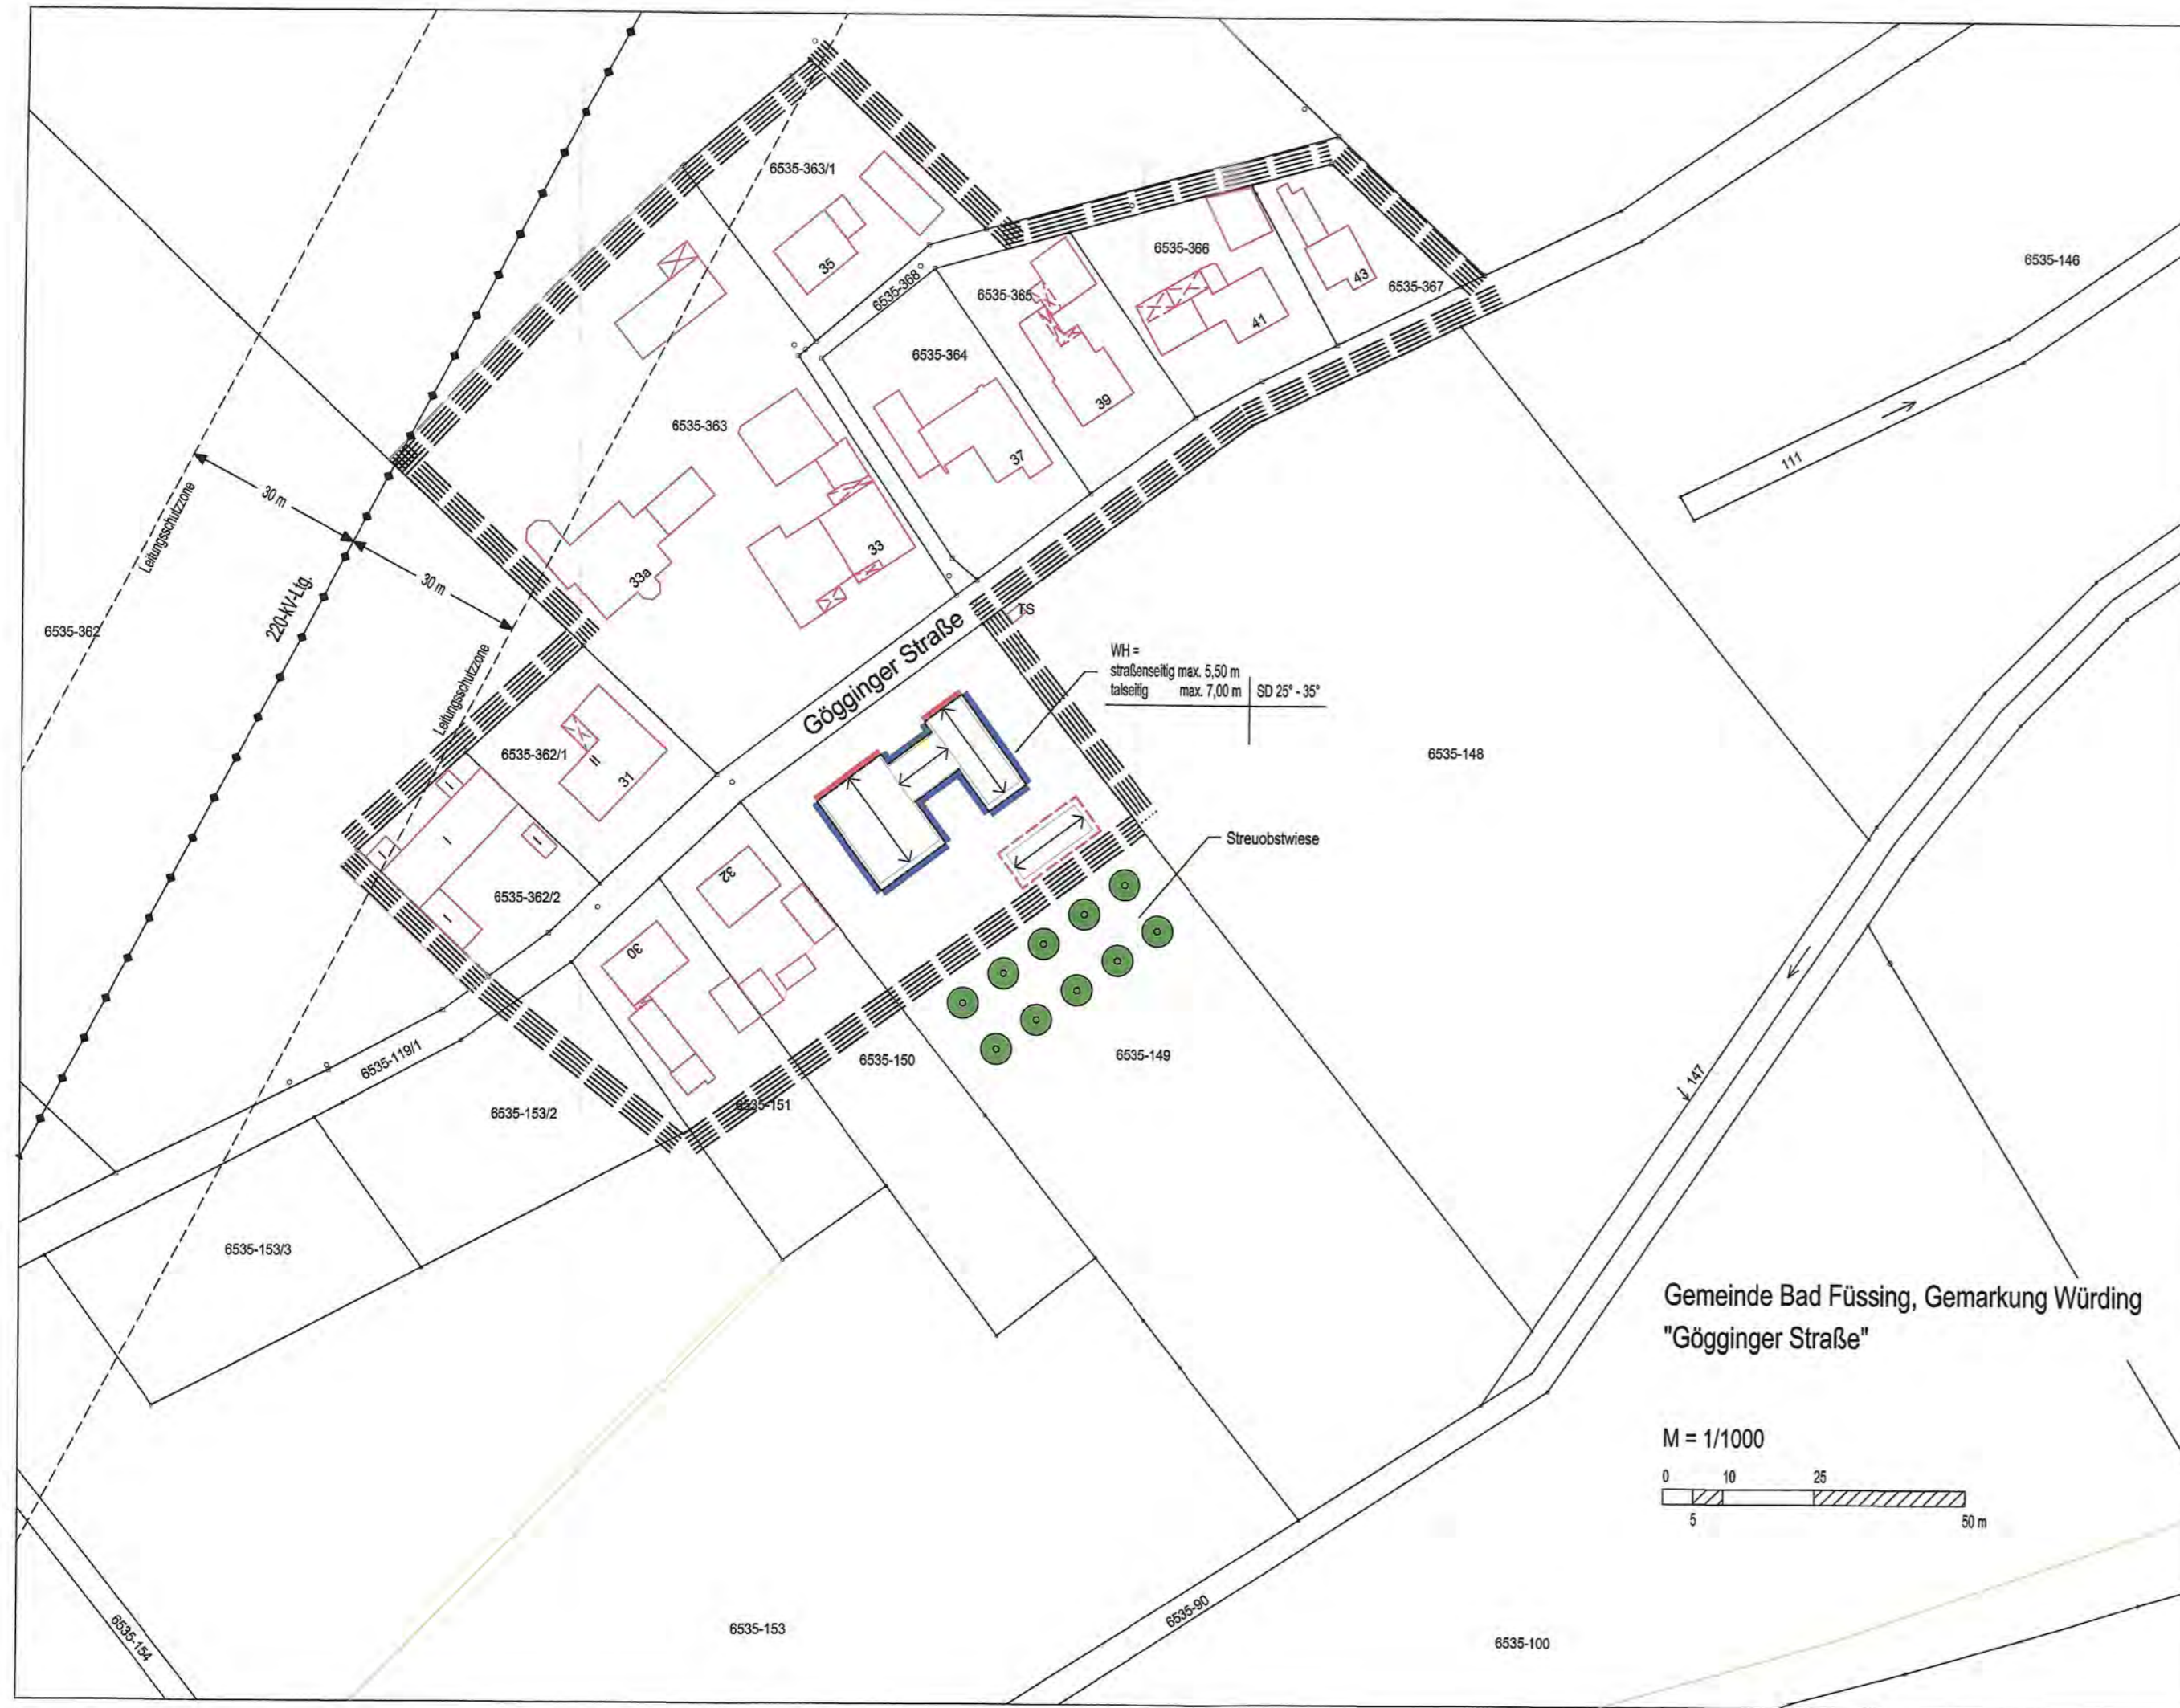 6535-363/1
35
6535-368
6535-365
6535-366
43
6535-367
6535-146
41
6535-364
39
37
111
6535-363
30 m
Leitungsschutzzone
33
33a
30 m
220-kV-Ltg.
6535-362
TS
Gögginger Straße
WH =
straßenseitig max. 5,50 m
talseitig max. 7,00 m
SD 25° - 35°
Leitungsschutzzone
6535-362/1
II
31
6535-148
I
I
I
I
I
6535-362/2
32
Streuobstwiese
30
6535-150
6535-149
6535-119/1
6535-153/2
6535-151
147
6535-153/3
Gemeinde Bad Füssing, Gemarkung Würding
"Gögginger Straße"
M = 1/1000
0 10 25
5 50 m
6535-154
6535-153
6535-90
6535-100